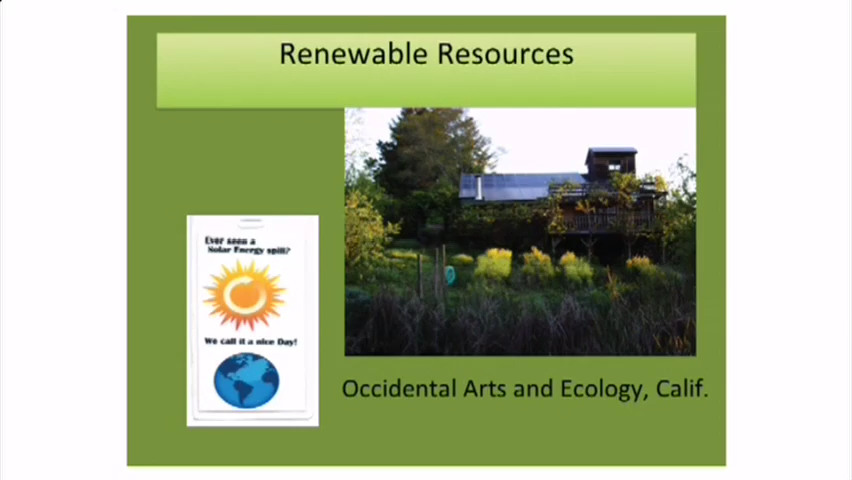 Renewable Resources
Ever seen a
Solar Energy spill?
We call it a nice Day!
Occidental Arts and Ecology, Calif.